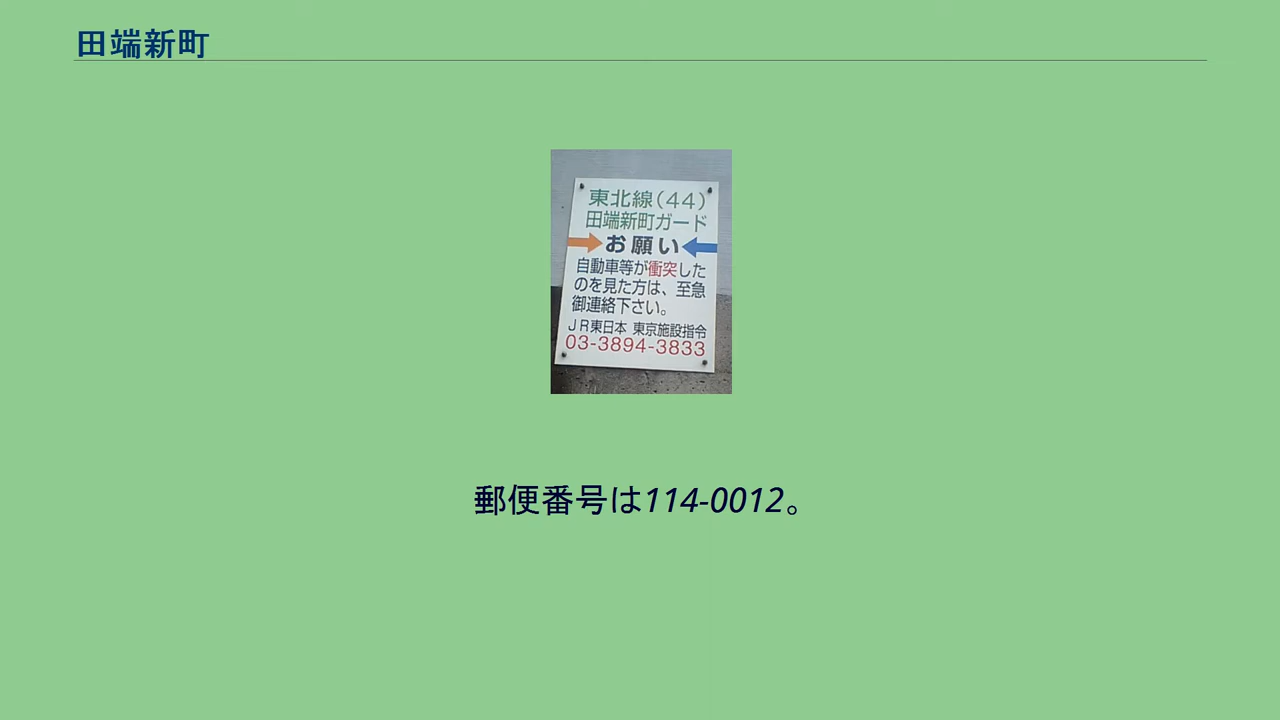 田端新町
東北線(44)
田端新町ガード
お願い
自動車等が衝突した
のを見た方は、至急
御連絡下さい。
JR東日本 東京施設指令
03-3894-3833
郵便番号は114-0012。